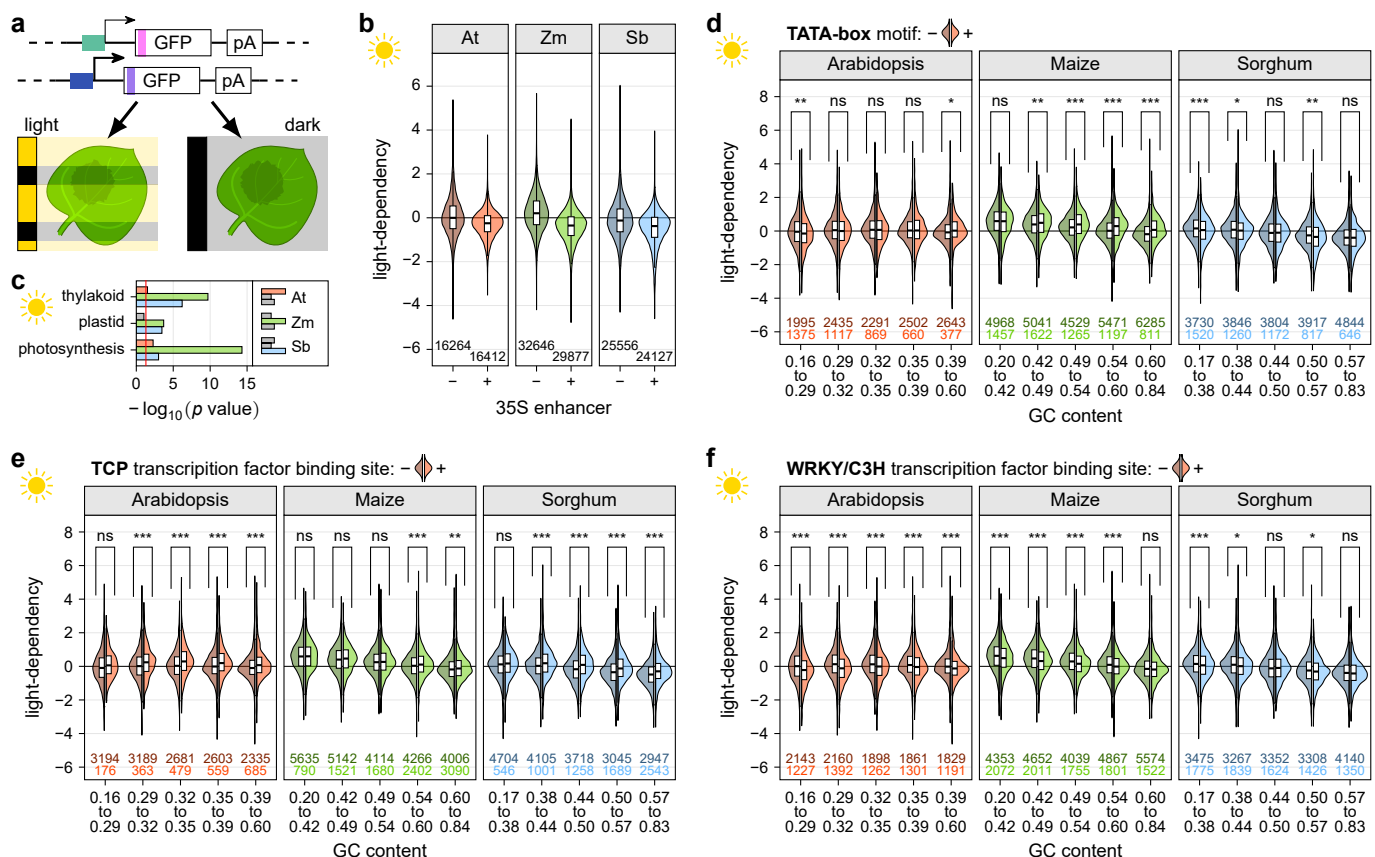 a
GFP
pA
GFP
pA
light
dark
b
At
Zm
Sb
light-dependency
6
4
2
0
−2
−4
−6
16264
16412
32646
29877
25556
24127
−
+
−
+
−
+
35S enhancer
c
thylakoid
plastid
photosynthesis
At
Zm
Sb
0
5
10
15
− log10(p value)
d
TATA-box motif: − +
Arabidopsis
Maize
Sorghum
light-dependency
8
6
4
2
0
−2
−4
−6
** ns ns ns *
ns ** *** *** ***
*** * ns ** ns
1995 2435 2291 2502 2643
1375 1117 869 660 377
4968 5041 4529 5471 6285
1457 1622 1265 1197 811
3730 3846 3804 3917 4844
1520 1260 1172 817 646
0.16 0.29 0.32 0.35 0.39 0.20 0.42 0.49 0.54 0.60 0.17 0.38 0.44 0.50 0.57
to to to to to to to to to to to to to to to
0.29 0.32 0.35 0.39 0.60 0.42 0.49 0.54 0.60 0.84 0.38 0.44 0.50 0.57 0.83
GC content
e
TCP transcription factor binding site: − +
Arabidopsis
Maize
Sorghum
light-dependency
8
6
4
2
0
−2
−4
−6
ns *** *** *** ***
ns ns ns *** **
ns *** *** *** ***
3194 3189 2681 2603 2335
176 363 479 559 685
5635 5142 4114 4266 4006
790 1521 1680 2402 3090
4704 4105 3718 3045 2947
546 1001 1258 1689 2543
0.16 0.29 0.32 0.35 0.39 0.20 0.42 0.49 0.54 0.60 0.17 0.38 0.44 0.50 0.57
to to to to to to to to to to to to to to to
0.29 0.32 0.35 0.39 0.60 0.42 0.49 0.54 0.60 0.84 0.38 0.44 0.50 0.57 0.83
GC content
f
WRKY/C3H transcription factor binding site: − +
Arabidopsis
Maize
Sorghum
light-dependency
8
6
4
2
0
−2
−4
−6
*** *** *** *** ***
*** *** *** *** ns
*** * ns * ns
2143 2160 1898 1861 1829
1227 1392 1262 1301 1191
4353 4652 4039 4867 5574
2072 2011 1755 1801 1522
3475 3267 3352 3308 4140
1775 1839 1624 1426 1350
0.16 0.29 0.32 0.35 0.39 0.20 0.42 0.49 0.54 0.60 0.17 0.38 0.44 0.50 0.57
to to to to to to to to to to to to to to to
0.29 0.32 0.35 0.39 0.60 0.42 0.49 0.54 0.60 0.84 0.38 0.44 0.50 0.57 0.83
GC content